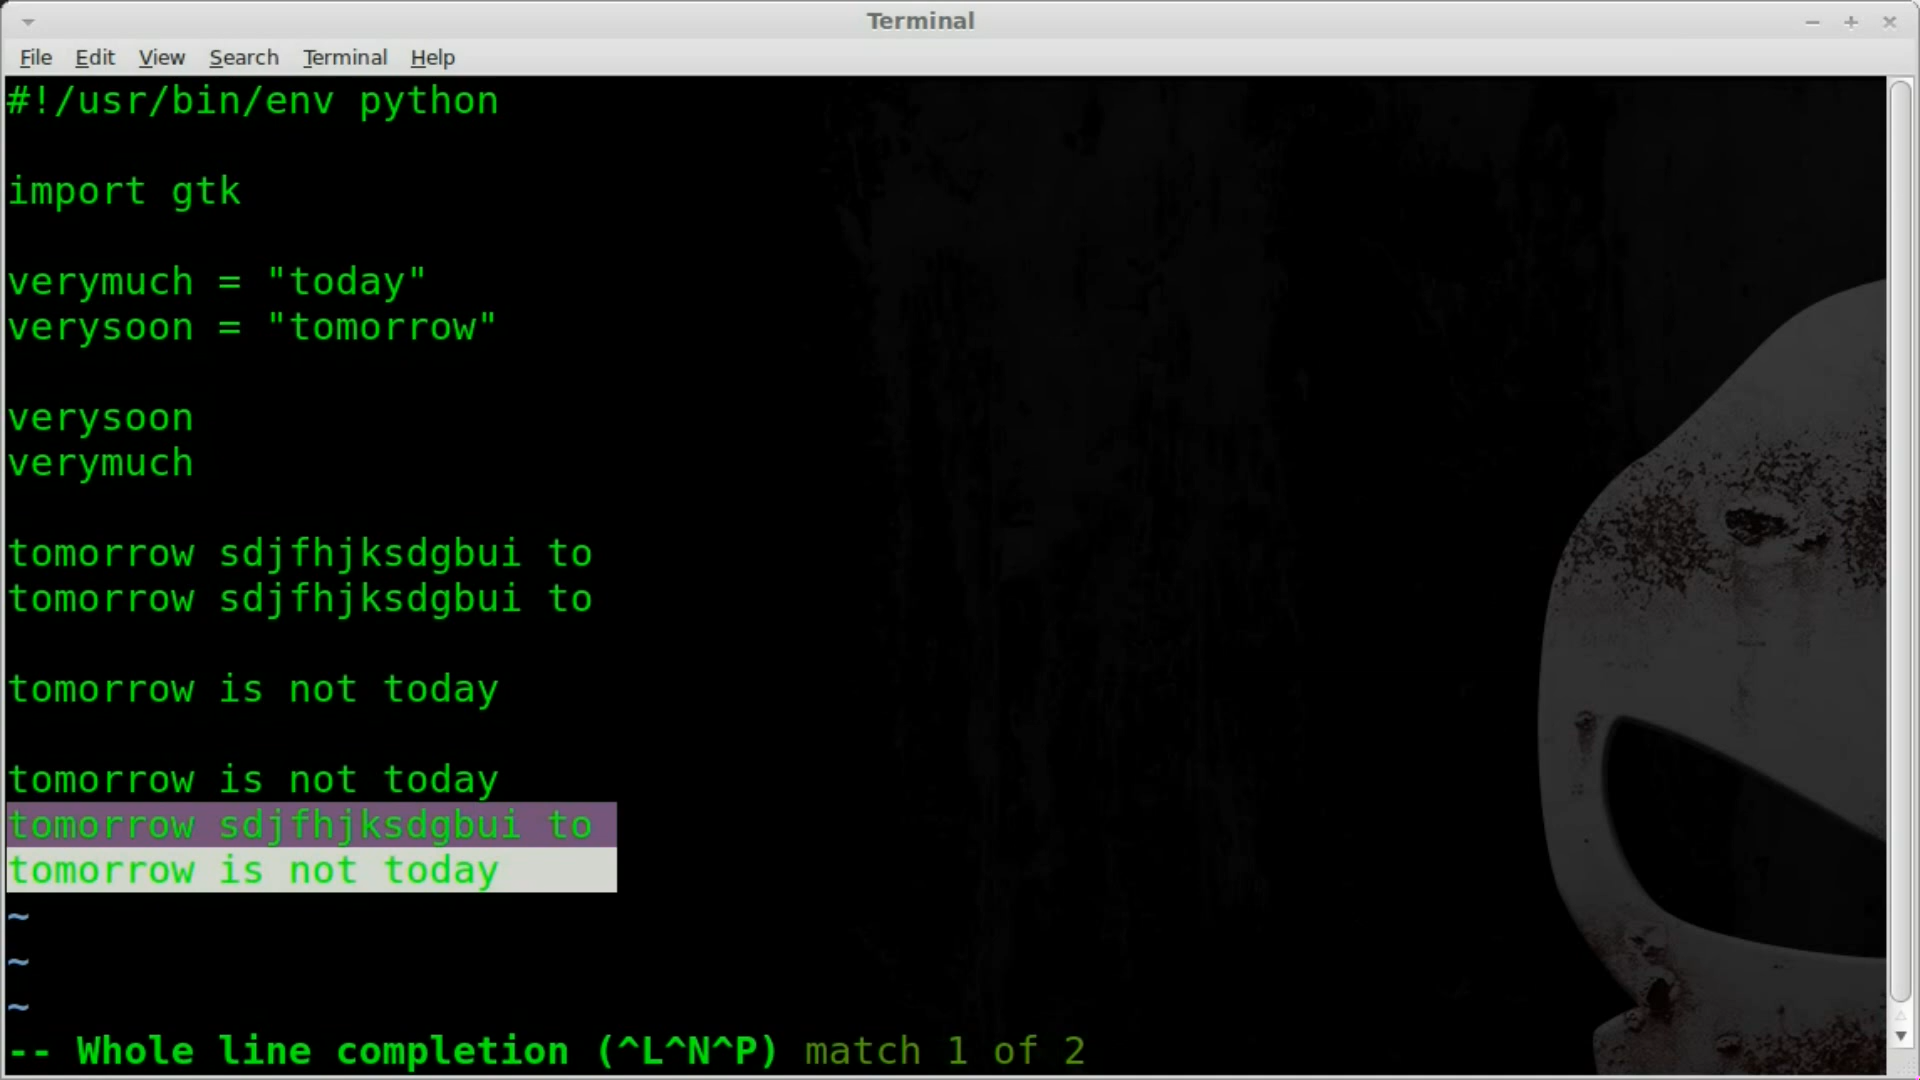 Terminal
File Edit View Search Terminal Help
#!/usr/bin/env python
import gtk
verymuch = "today"
verysoon = "tomorrow"
verysoon
verymuch
tomorrow sdjfhjksdgbui to
tomorrow sdjfhjksdgbui to
tomorrow is not today
tomorrow is not today
tomorrow sdjfhjksdgbui to
tomorrow is not today
~
~
~
-- Whole line completion (^L^N^P) match 1 of 2